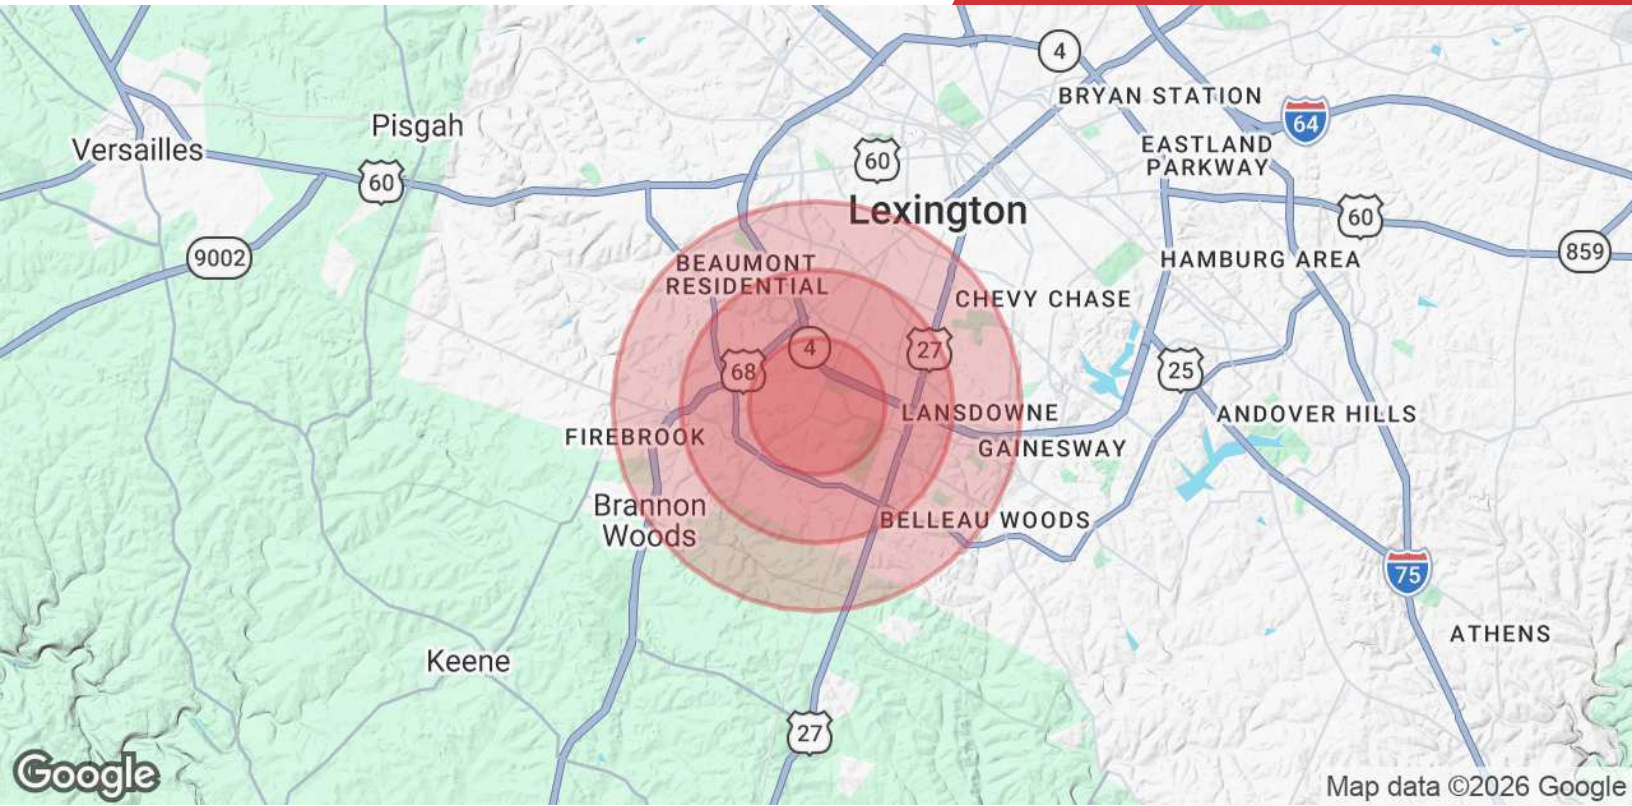 4
BRYAN STATION
64
Pisgah
Versailles
EASTLAND
PARKWAY
60
60
Lexington
60
9002
859
BEAUMONT
RESIDENTIAL
HAMBURG AREA
CHEVY CHASE
4
27
68
25
LANSDOWNE
ANDOVER HILLS
FIREBROOK
GAINESWAY
Brannon
Woods
BELLEAU WOODS
75
ATHENS
Keene
27
Google
Map data ©2026 Google